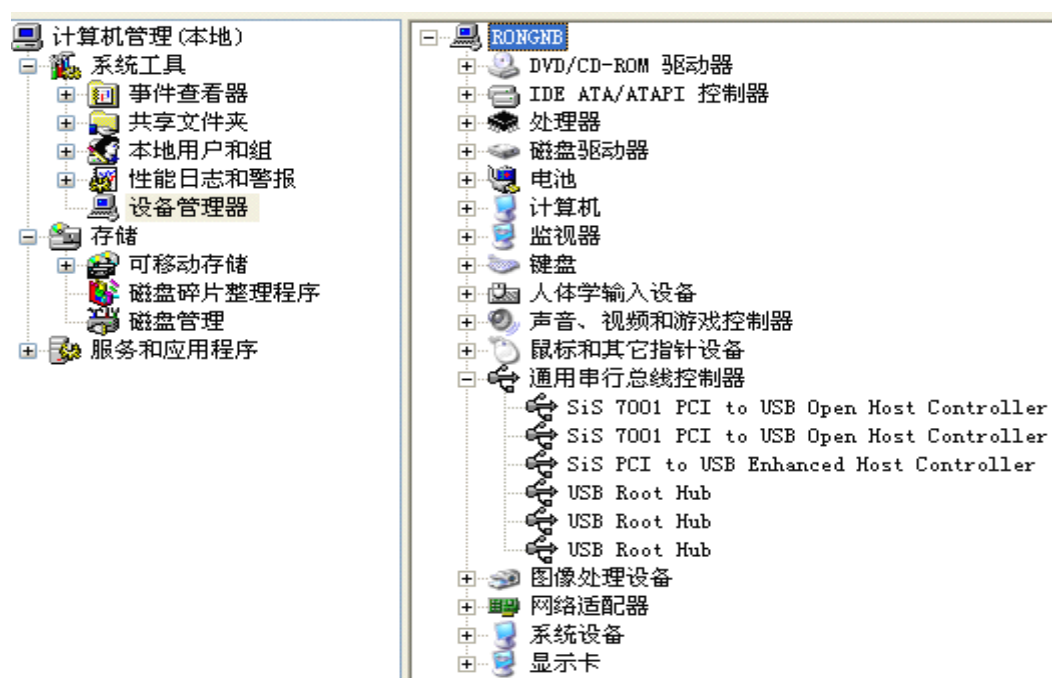 计算机管理(本地)
系统工具
事件查看器
共享文件夹
本地用户和组
性能日志和警报
设备管理器
存储
可移动存储
磁盘碎片整理程序
磁盘管理
服务和应用程序
RONGNB
DVD/CD-ROM 驱动器
IDE ATA/ATAPI 控制器
处理器
磁盘驱动器
电池
计算机
监视器
键盘
人体学输入设备
声音、视频和游戏控制器
鼠标和其它指针设备
通用串行总线控制器
SiS 7001 PCI to USB Open Host Controller
SiS 7001 PCI to USB Open Host Controller
SiS PCI to USB Enhanced Host Controller
USB Root Hub
USB Root Hub
USB Root Hub
图像处理设备
网络适配器
系统设备
显示卡